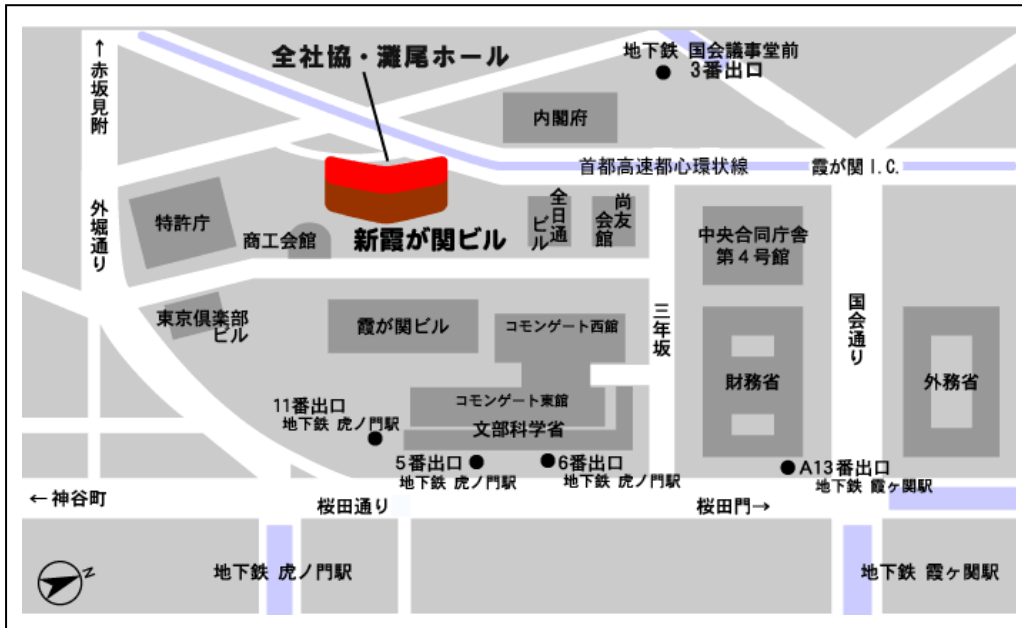 全社協・灘尾ホール
地下鉄 国会議事堂前
3番出口
↑赤坂見附
内閣府
首都高速都心環状線
霞が関 I.C.
特許庁
外堀通り
商工会館
新霞が関ビル
全日通
ビル
尚友
会館
中央合同庁舎
第4号館
東京倶楽部
ビル
霞が関ビル
コモンゲート西館
三年坂
国会通り
財務省
外務省
コモンゲート東館
文部科学省
11番出口
地下鉄 虎ノ門駅
5番出口
地下鉄 虎ノ門駅
6番出口
地下鉄 虎ノ門駅
A13番出口
地下鉄 霞ヶ関駅
←神谷町
桜田通り
桜田門→
地下鉄 虎ノ門駅
地下鉄 霞ヶ関駅
N